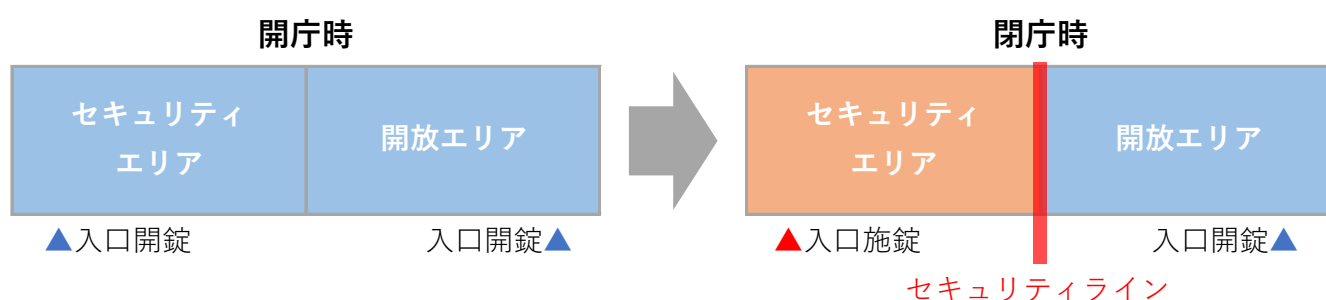 開庁時
セキュリティ
エリア
開放エリア
▲入口開錠
入口開錠▲
閉庁時
セキュリティ
エリア
開放エリア
▲入口施錠
入口開錠▲
セキュリティライン